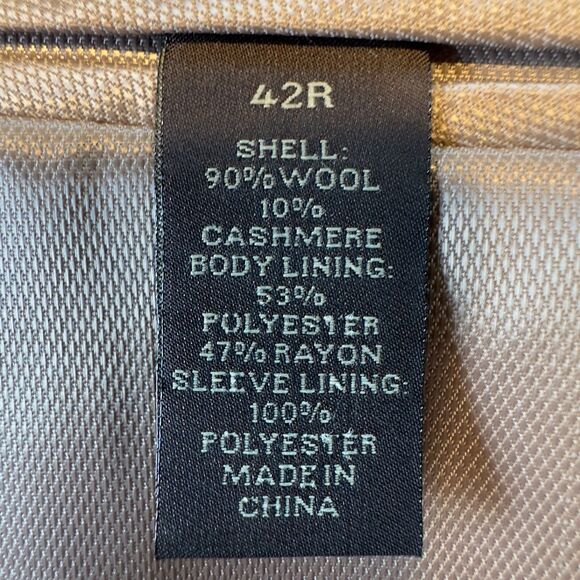 42R
SHELL:
90% WOOL
10%
CASHMERE
BODY LINING:
53%
POLYESTER
47% RAYON
SLEEVE LINING:
100%
POLYESTER
MADE IN
CHINA